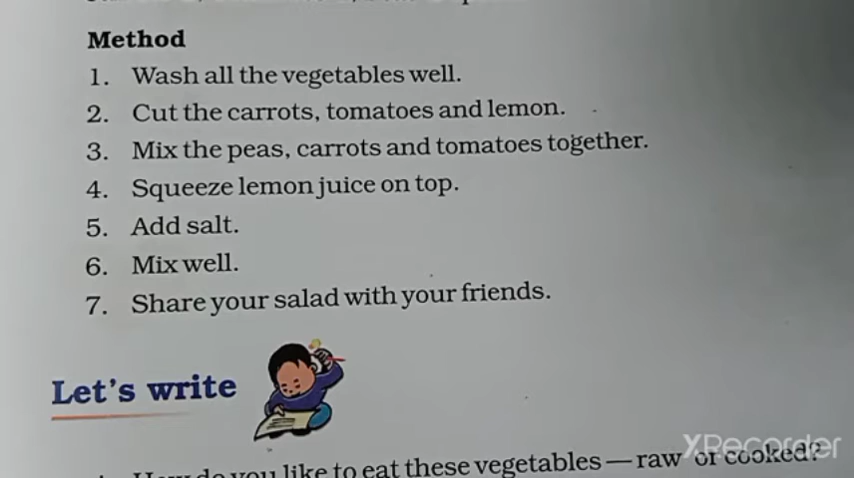 Method
1. Wash all the vegetables well.
2. Cut the carrots, tomatoes and lemon.
3. Mix the peas, carrots and tomatoes together.
4. Squeeze lemon juice on top.
5. Add salt.
6. Mix well.
7. Share your salad with your friends.
Let's write
How do you like to eat these vegetables — raw or cooked?
XRecorder